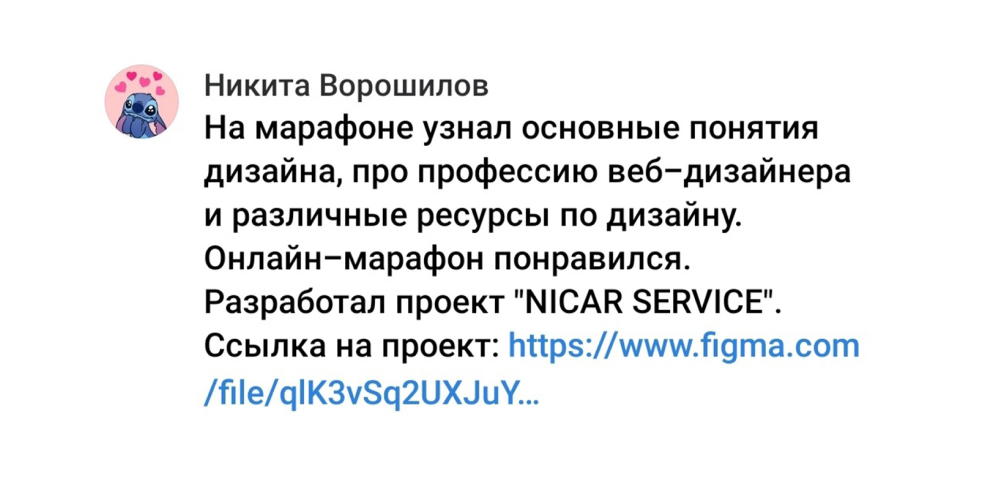 Никита Ворошилов
На марафоне узнал основные понятия
дизайна, про профессию веб-дизайнера
и различные ресурсы по дизайну.
Онлайн-марафон понравился.
Разработал проект "NICAR SERVICE".
Ссылка на проект: https://www.figma.com
/file/qlK3vSq2UXJuY...